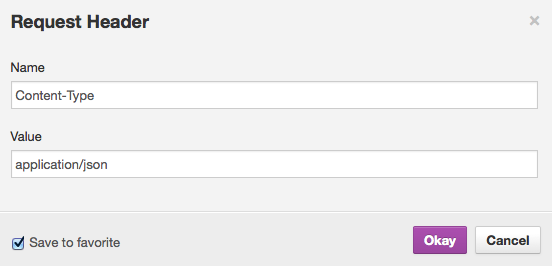 Request Header
×
Name
Content-Type
Value
application/json
Save to favorite
Okay
Cancel